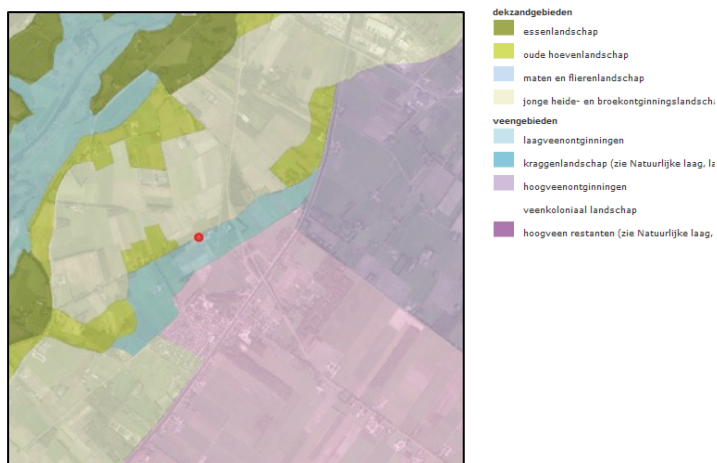 dekzandgebieden
essenlandschap
oude hoevenlandschap
maten en flierenlandschap
jonge heide- en broekontginningslandscha
veengebieden
laagveenontginningen
kraggenlandschap (zie Natuurlijke laag, la
hoogveenontginningen
veenkoloniaal landschap
hoogveen restanten (zie Natuurlijke laag,